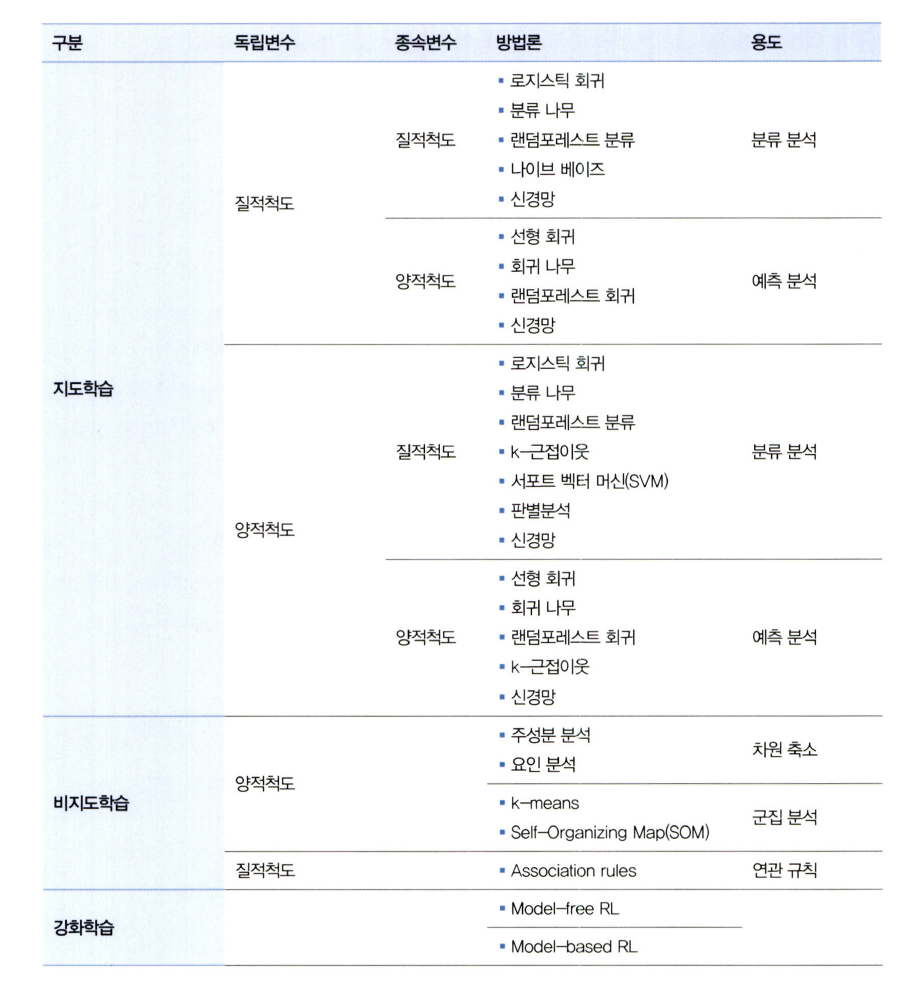 구분 독립변수 종속변수 방법론 용도
지도학습
질적척도
질적척도
▪ 로지스틱 회귀
▪ 분류 나무
▪ 랜덤포레스트 분류
▪ 나이브 베이즈
▪ 신경망
분류 분석
양적척도
▪ 선형 회귀
▪ 회귀 나무
▪ 랜덤포레스트 회귀
▪ 신경망
예측 분석
양적척도
질적척도
▪ 로지스틱 회귀
▪ 분류 나무
▪ 랜덤포레스트 분류
▪ k-근접이웃
▪ 서포트 벡터 머신(SVM)
▪ 판별분석
▪ 신경망
분류 분석
양적척도
▪ 선형 회귀
▪ 회귀 나무
▪ 랜덤포레스트 회귀
▪ k-근접이웃
▪ 신경망
예측 분석
비지도학습
양적척도
▪ 주성분 분석
▪ 요인 분석
차원 축소
▪ k-means
▪ Self-Organizing Map(SOM)
군집 분석
질적척도
▪ Association rules
연관 규칙
강화학습
▪ Model-free RL
▪ Model-based RL